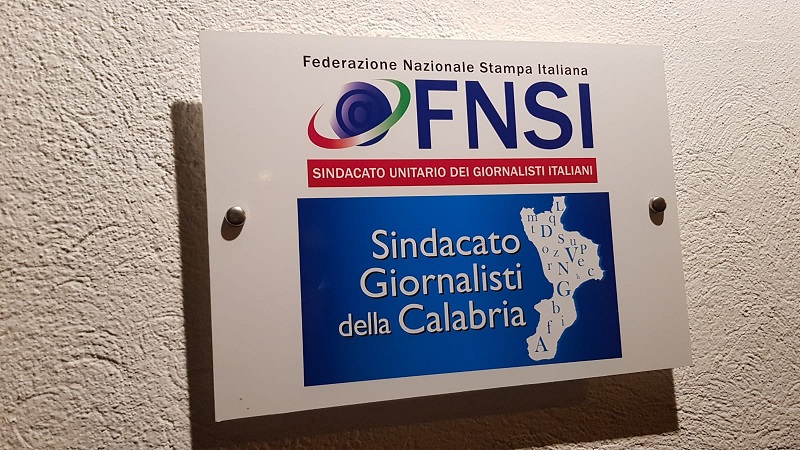 Federazione Nazionale Stampa Italiana
FNSI
SINDACATO UNITARIO DEI GIORNALISTI ITALIANI
Sindacato
Giornalisti
della Calabria